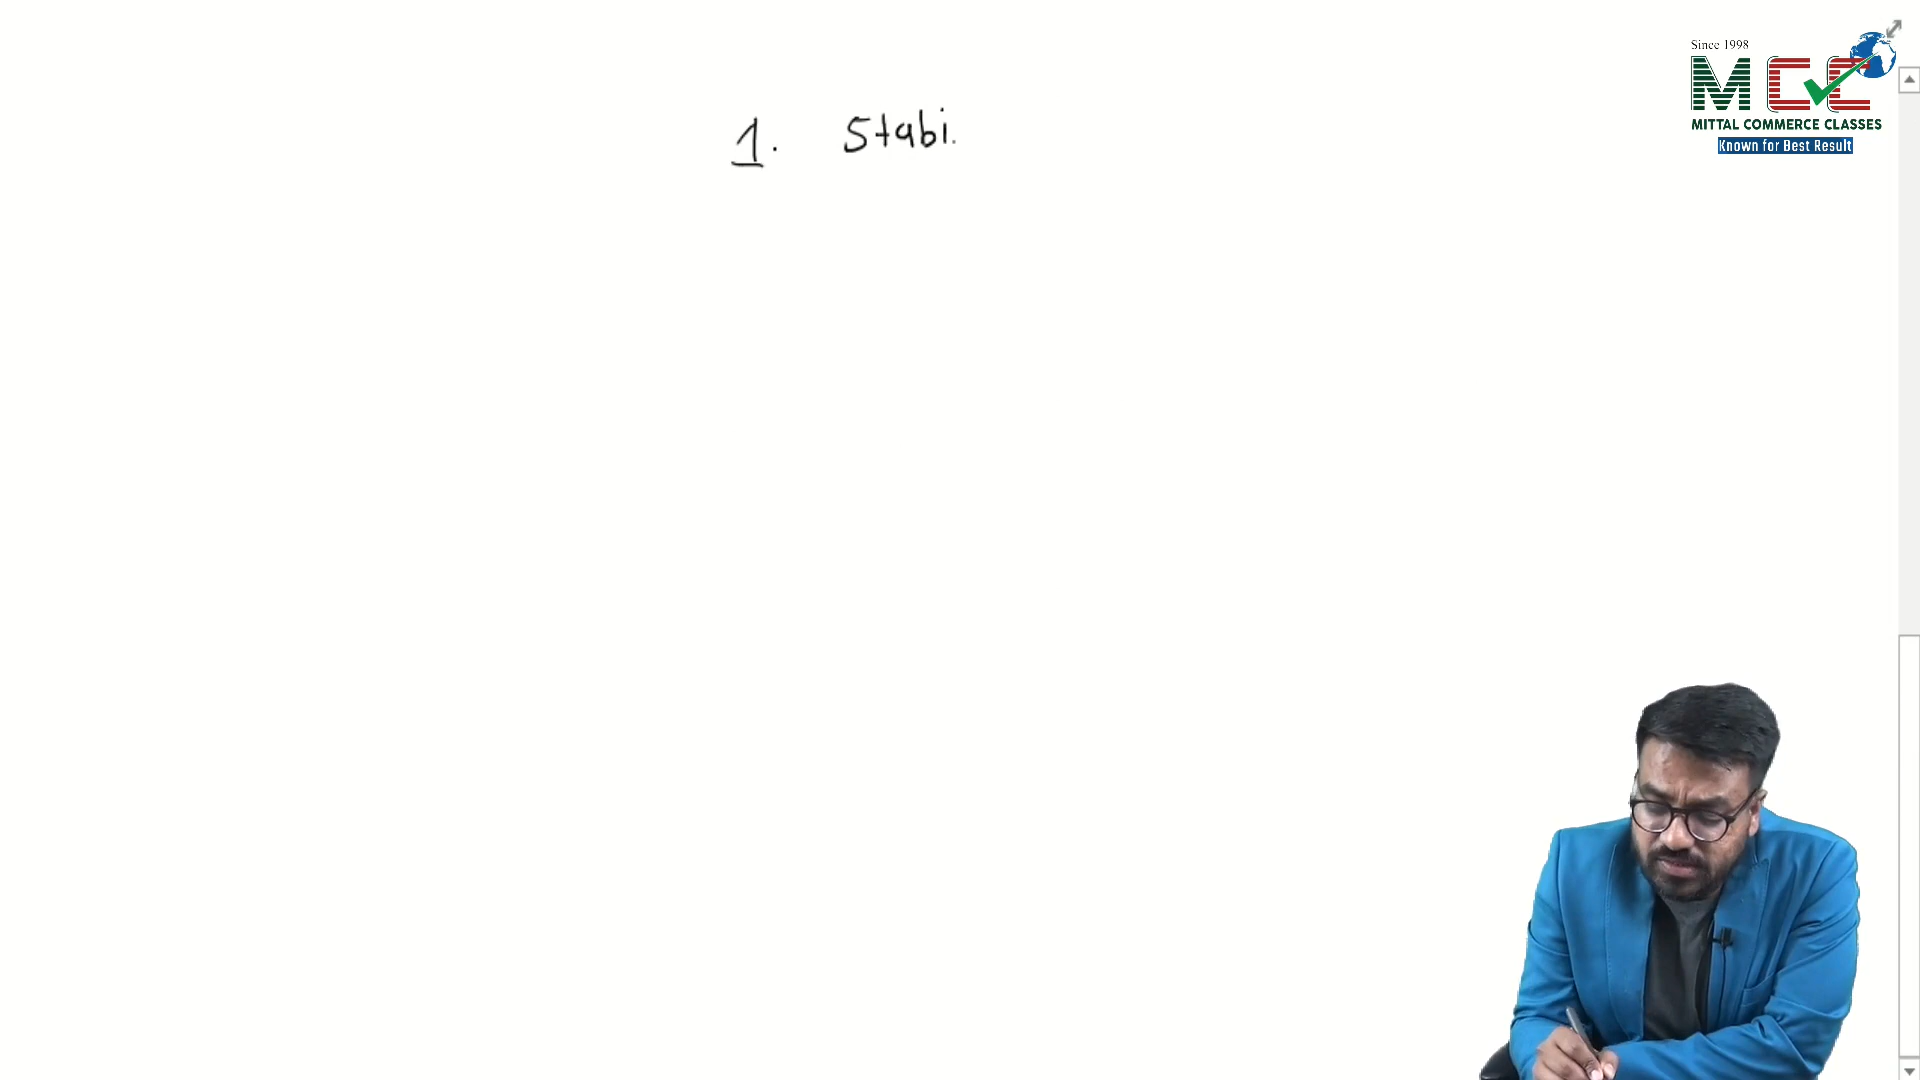 Since 1998
MCC
MITTAL COMMERCE CLASSES
Known for Best Result
1. Stabi.